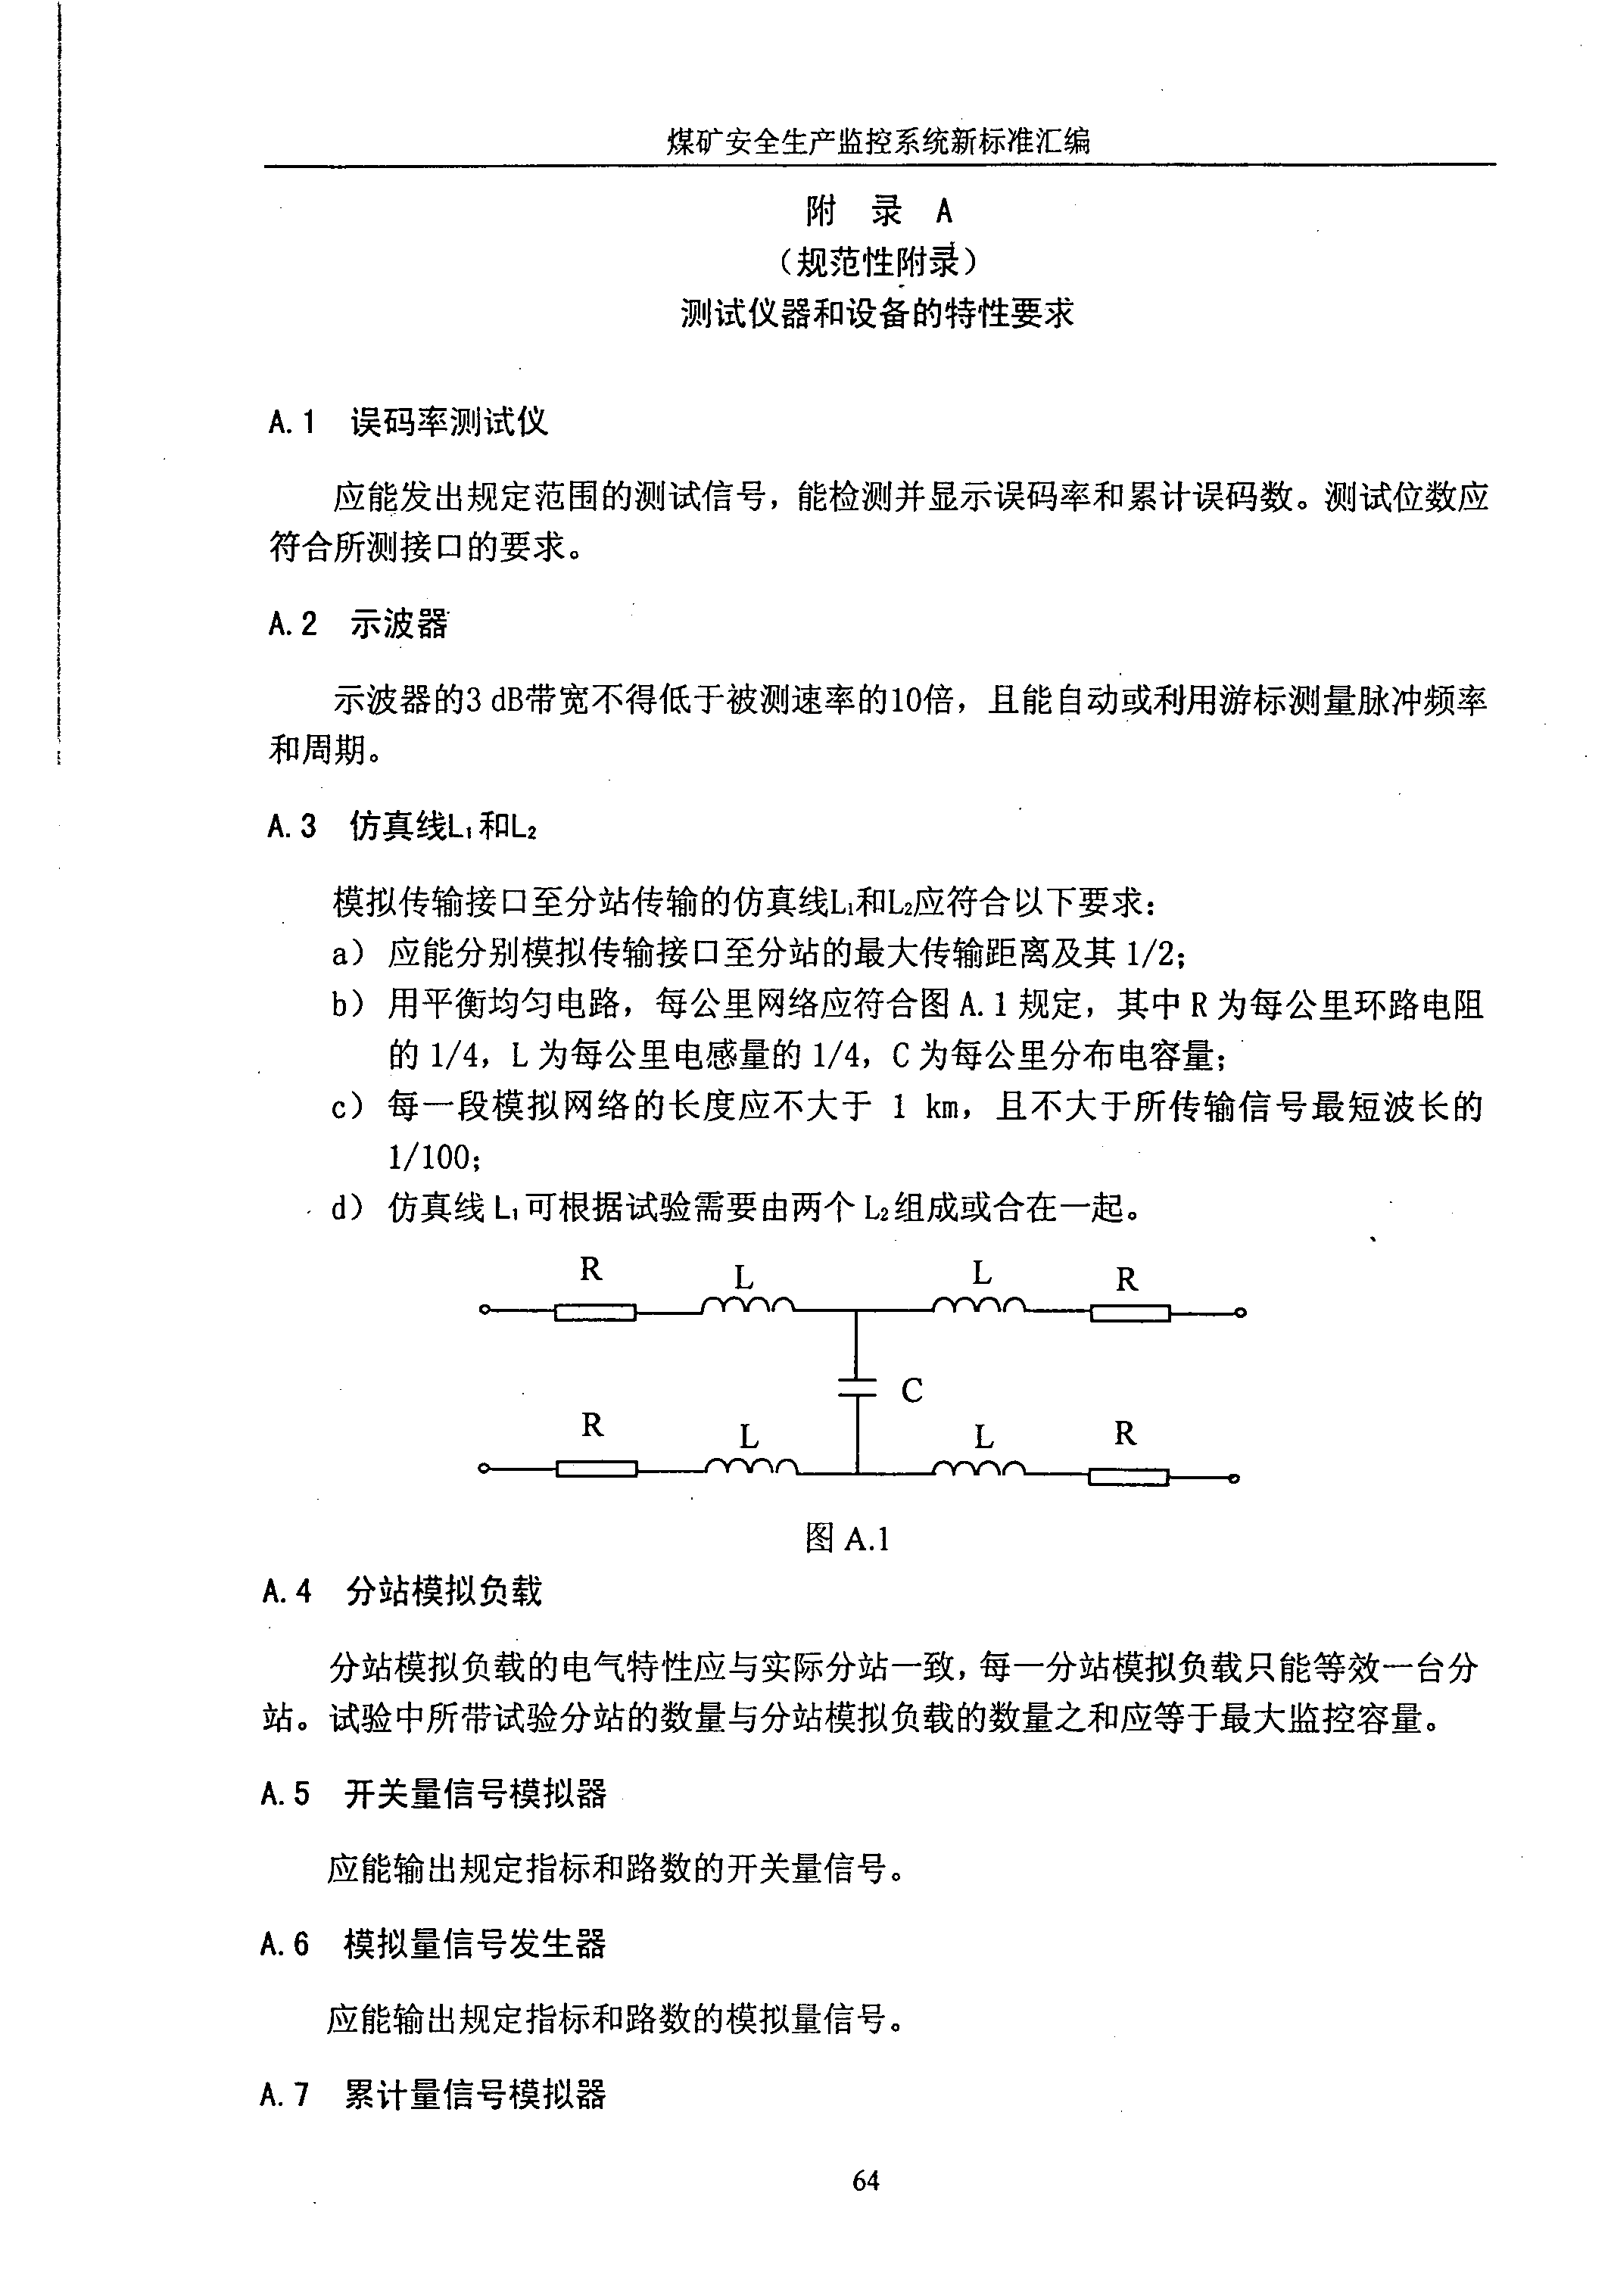 煤矿安全生产监控系统新标准汇编
附 录 A
（规范性附录）
测试仪器和设备的特性要求
A.1 误码率测试仪
应能发出规定范围的测试信号，能检测并显示误码率和累计误码数。测试位数应
符合所测接口的要求。
A.2 示波器
示波器的3 dB带宽不得低于被测速率的10倍，且能自动或利用游标测量脉冲频率
和周期。
A.3 仿真线L₁和L₂
模拟传输接口至分站传输的仿真线L₁和L₂应符合以下要求：
a） 应能分别模拟传输接口至分站的最大传输距离及其 1/2；
b） 用平衡均匀电路，每公里网络应符合图 A.1 规定，其中 R 为每公里环路电阻
的 1/4，L 为每公里电感量的 1/4，C 为每公里分布电容量；
c） 每一段模拟网络的长度应不大于 1 km，且不大于所传输信号最短波长的
1/100；
d） 仿真线 L₁ 可根据试验需要由两个 L₂ 组成或合在一起。
R L L R
C
R L L R
图 A.1
A.4 分站模拟负载
分站模拟负载的电气特性应与实际分站一致，每一分站模拟负载只能等效一台分
站。试验中所带试验分站的数量与分站模拟负载的数量之和应等于最大监控容量。
A.5 开关量信号模拟器
应能输出规定指标和路数的开关量信号。
A.6 模拟量信号发生器
应能输出规定指标和路数的模拟量信号。
A.7 累计量信号模拟器
64